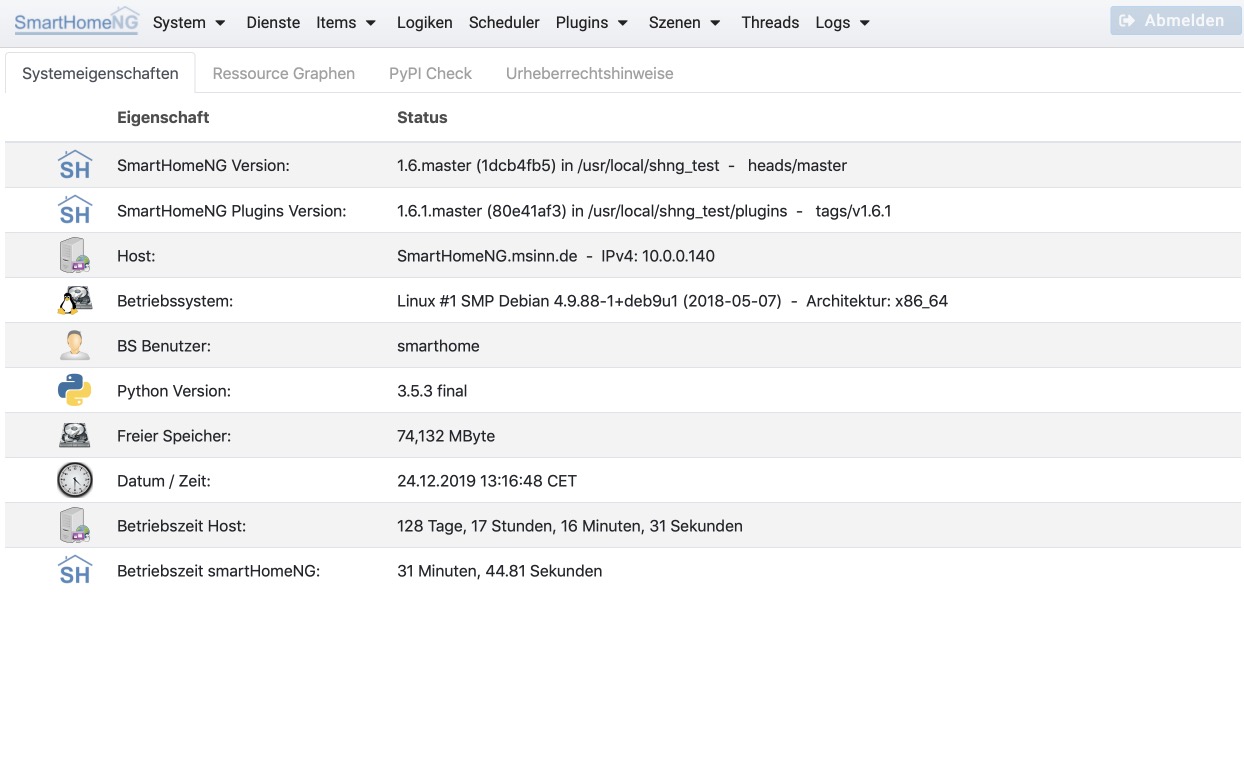 SmartHomeNG System Dienste Items Logiken Scheduler Plugins Szenen Threads Logs Abmelden
Systemeigenschaften Ressource Graphen PyPI Check Urheberrechtshinweise
Eigenschaft Status
SH SmartHomeNG Version: 1.6.master (1dcb4fb5) in /usr/local/shng_test - heads/master
SH SmartHomeNG Plugins Version: 1.6.1.master (80e41af3) in /usr/local/shng_test/plugins - tags/v1.6.1
Host: SmartHomeNG.msinn.de - IPv4: 10.0.0.140
Betriebssystem: Linux #1 SMP Debian 4.9.88-1+deb9u1 (2018-05-07) - Architektur: x86_64
BS Benutzer: smarthome
Python Version: 3.5.3 final
Freier Speicher: 74,132 MByte
Datum / Zeit: 24.12.2019 13:16:48 CET
Betriebszeit Host: 128 Tage, 17 Stunden, 16 Minuten, 31 Sekunden
SH Betriebszeit smartHomeNG: 31 Minuten, 44.81 Sekunden